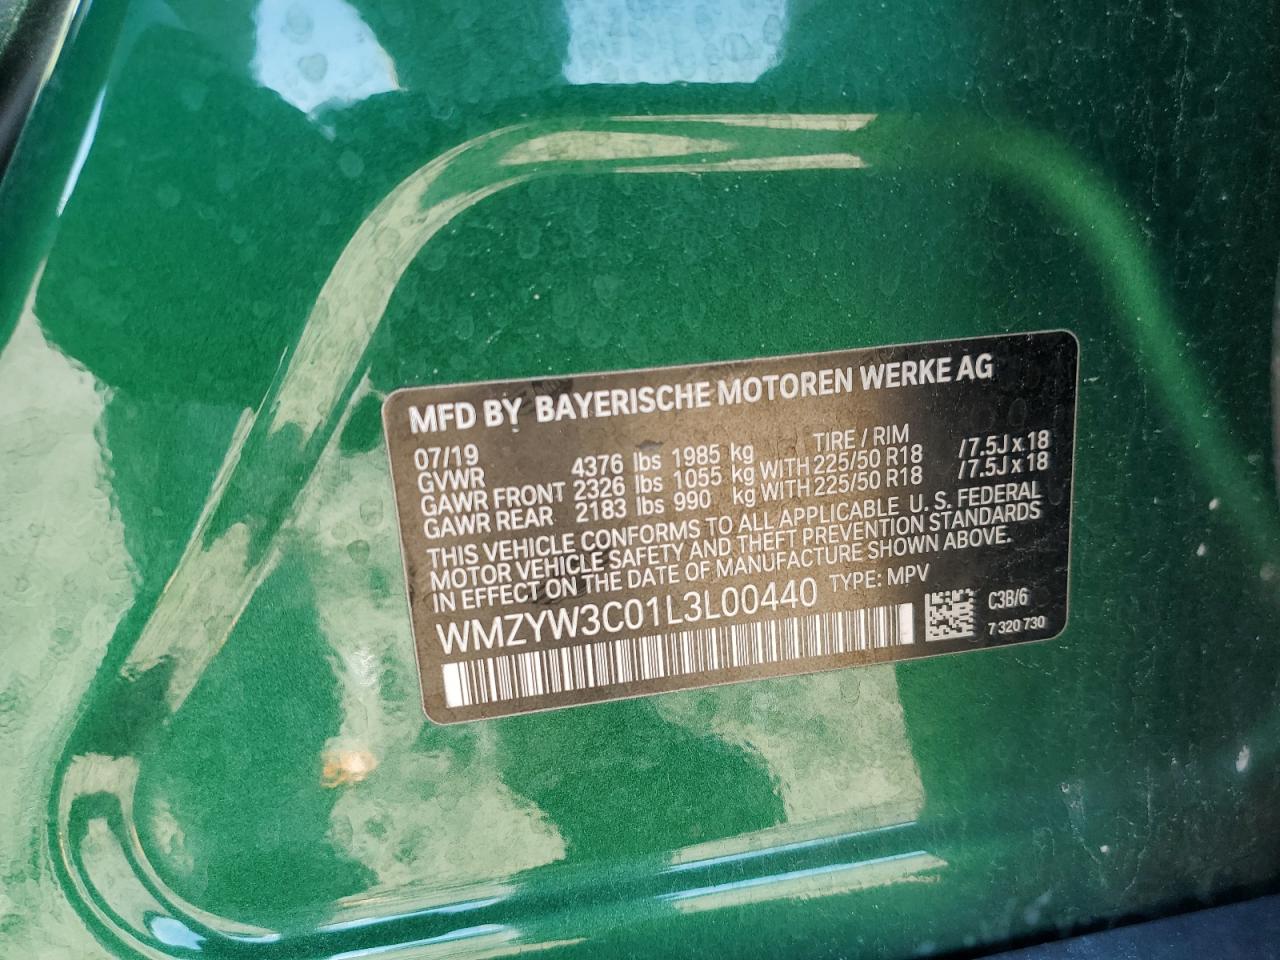 MFD BY BAYERISCHE MOTOREN WERKE AG
07/19 TIRE / RIM
GVWR 4376 lbs 1985 kg
GAWR FRONT 2326 lbs 1055 kg WITH 225/50 R18 /7.5J x 18
GAWR REAR 2183 lbs 990 kg WITH 225/50 R18 /7.5J x 18
THIS VEHICLE CONFORMS TO ALL APPLICABLE U. S. FEDERAL
MOTOR VEHICLE SAFETY AND THEFT PREVENTION STANDARDS
IN EFFECT ON THE DATE OF MANUFACTURE SHOWN ABOVE.
WMZYW3C01L3L00440 TYPE: MPV
C3B/6
7 320 730